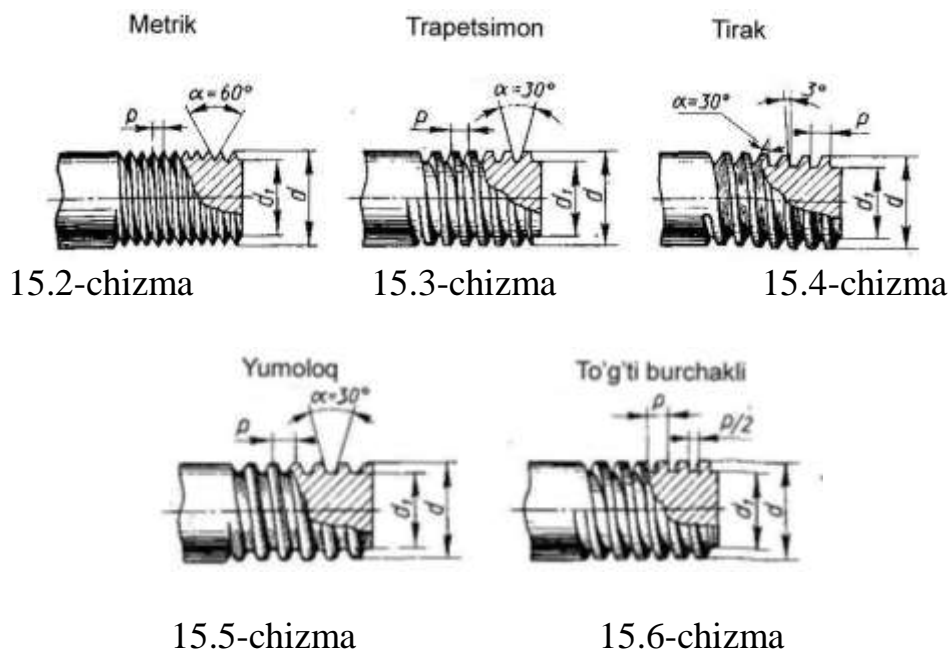 Metrik
Trapetsimon
Tirak
α=60°
α=30°
α=30°
3°
P
P
P
d₁
d
d₁
d
d₁
d
15.2-chizma
15.3-chizma
15.4-chizma
Yumoloq
To'g'ti burchakli
α=30°
P
P
P/2
d₁
d
d₁
d
15.5-chizma
15.6-chizma